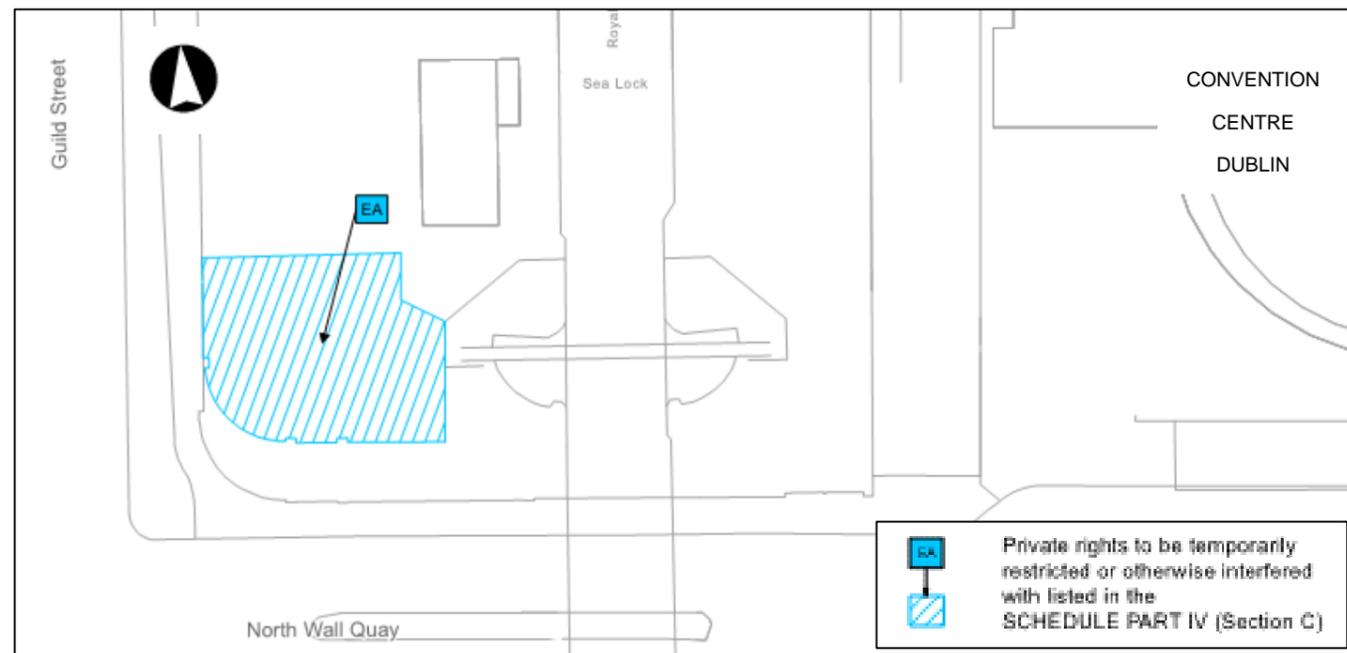 Guild Street
Royal
Sea Lock
CONVENTION
CENTRE
DUBLIN
EA
North Wall Quay
EA
Private rights to be temporarily
restricted or otherwise interfered
with listed in the
SCHEDULE PART IV (Section C)